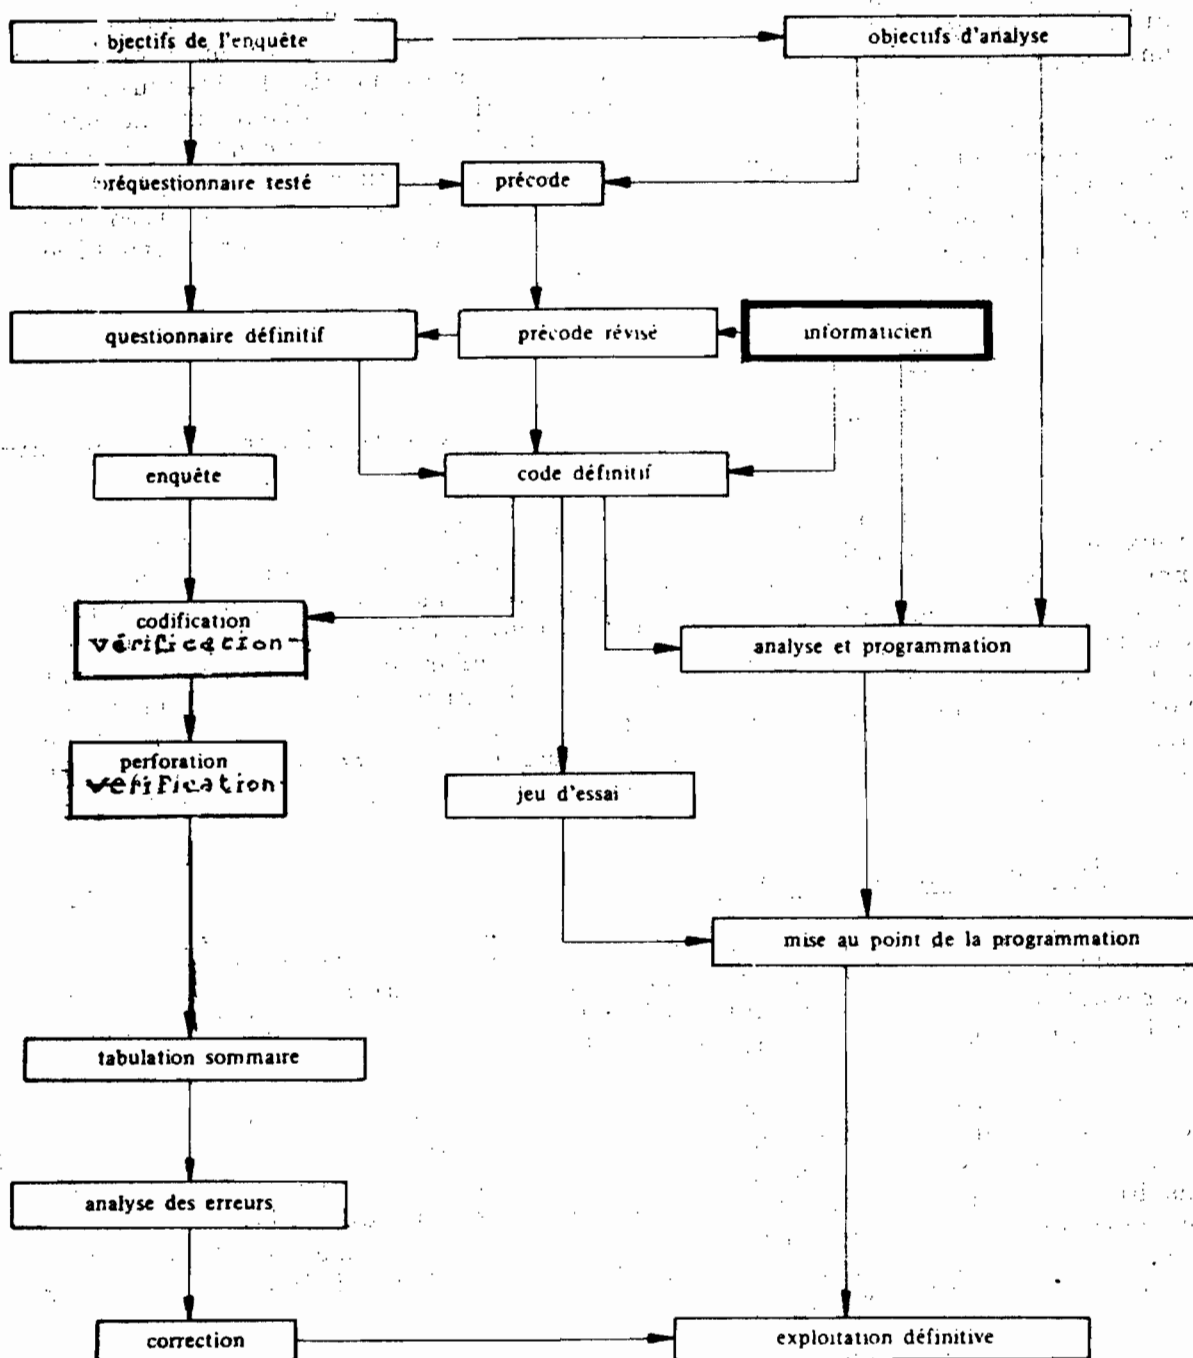 bjectifs de l'enquête
objectifs d'analyse
préquestionnaire testé
précode
questionnaire définitif
précode révisé
informaticien
enquête
code définitif
codification
vérification
analyse et programmation
perforation
vérification
jeu d'essai
mise au point de la programmation
tabulation sommaire
analyse des erreurs
correction
exploitation définitive